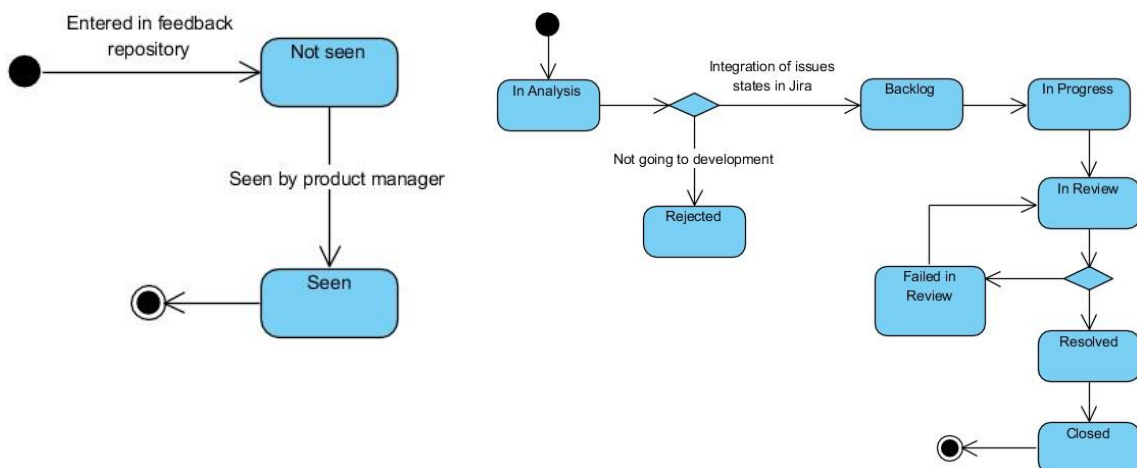 Entered in feedback
repository
Not seen
Seen by product manager
Seen
In Analysis
Integration of issues
states in Jira
Backlog
In Progress
Not going to development
Rejected
In Review
Failed in
Review
Resolved
Closed